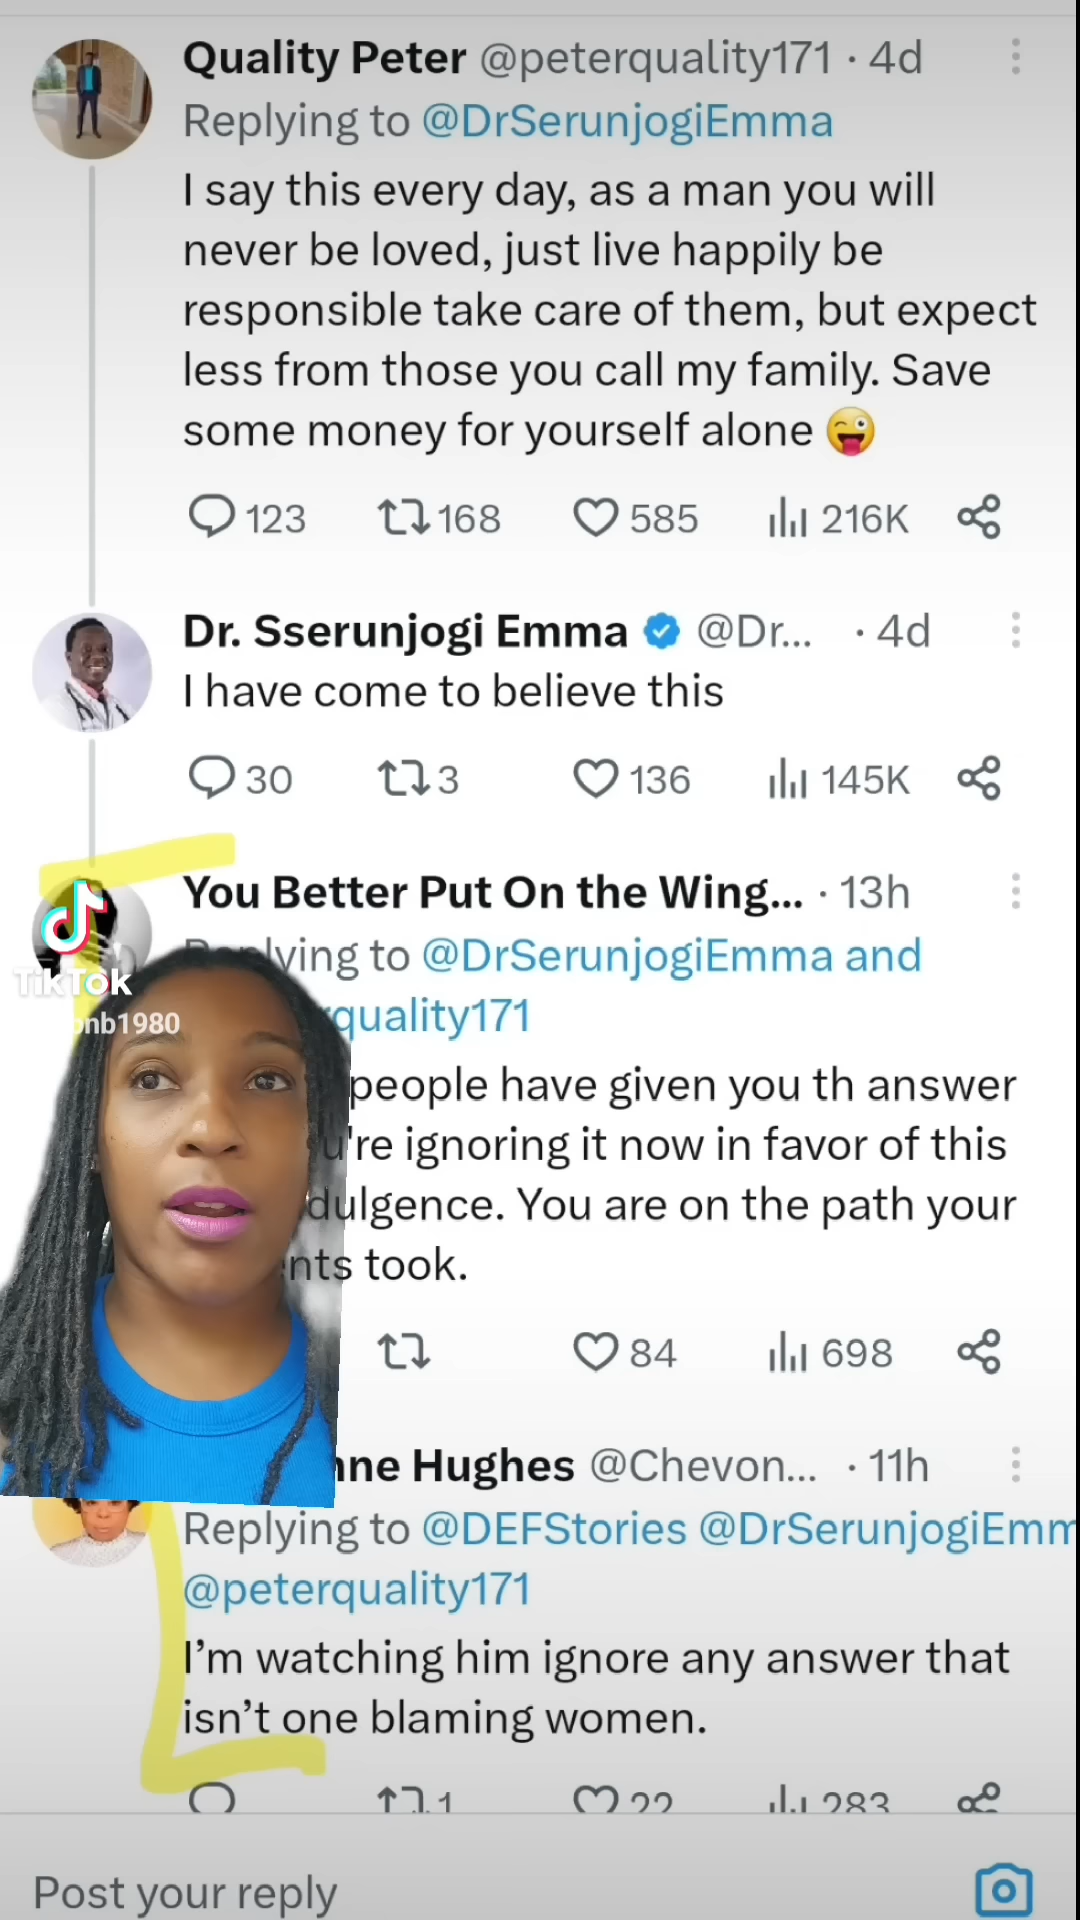 Quality Peter @peterquality171 · 4d
Replying to @DrSerunjogiEmma
I say this every day, as a man you will
never be loved, just live happily be
responsible take care of them, but expect
less from those you call my family. Save
some money for yourself alone 😜
123 168 585 216K
Dr. Sserunjogi Emma @Dr... · 4d
I have come to believe this
30 3 136 145K
You Better Put On the Wing... · 13h
to @DrSerunjogiEmma and
quality171
people have given you th answer
ignoring it now in favor of this
You are on the path your
took.
84 698
TikTok
Hughes @Chevon... · 11h
Replying to @DEFStories @DrSerunjogiEmm
@peterquality171
I'm watching him ignore any answer that
isn't one blaming women.
1 22 283
Post your reply